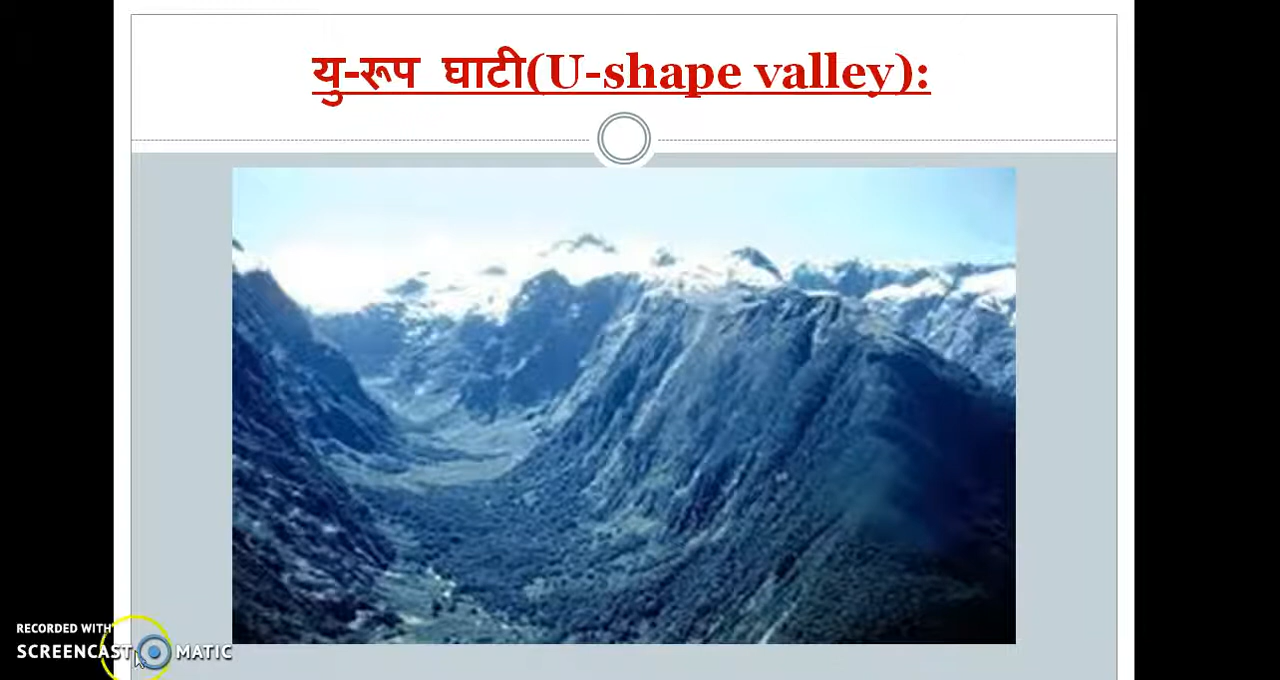 यु-रूप घाटी(U-shape valley):
RECORDED WITH
SCREENCAST MATIC